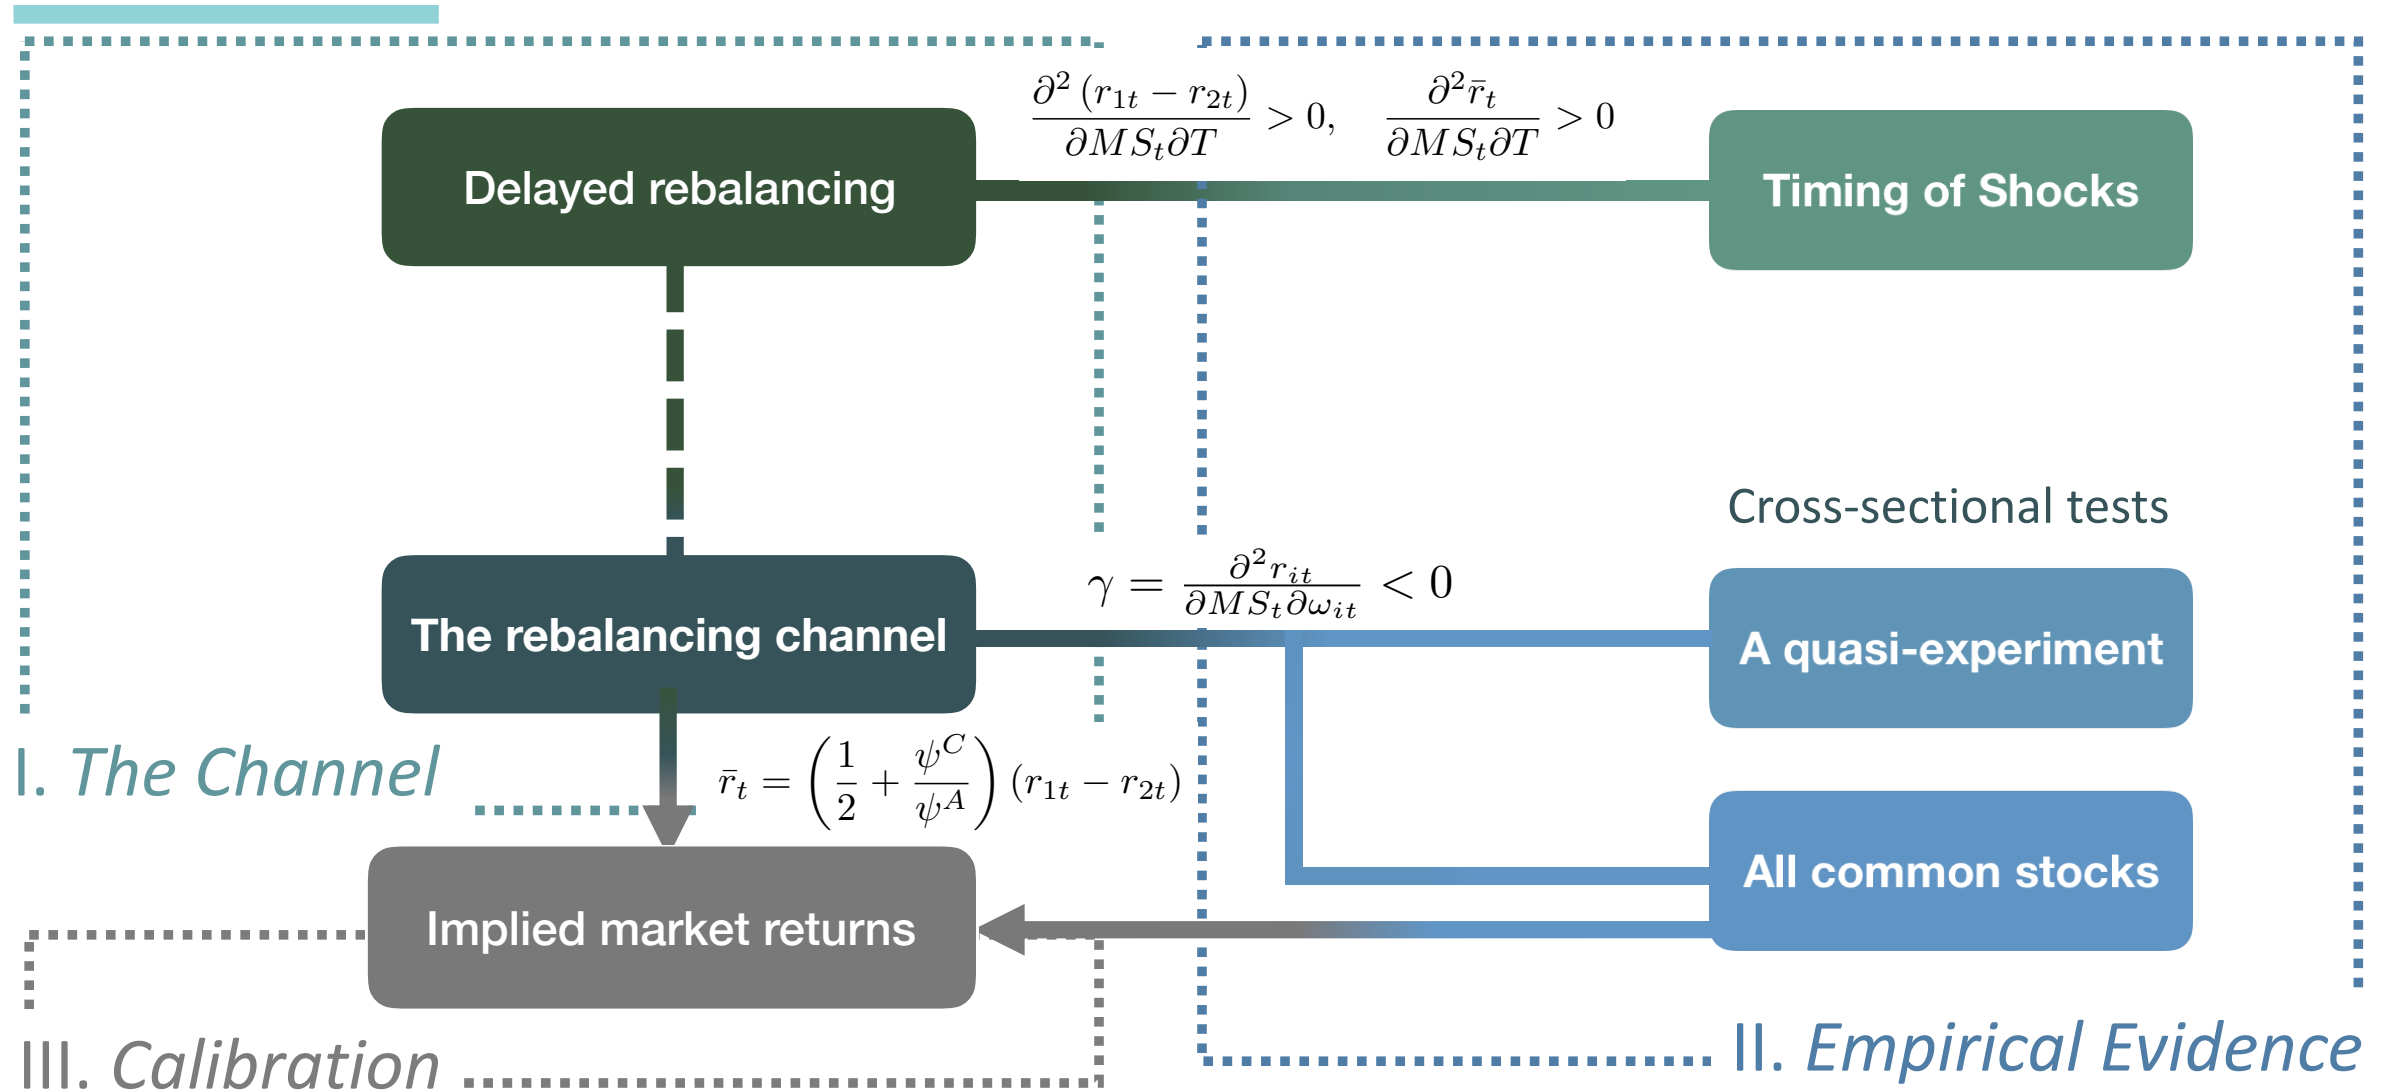 ∂²(r₁ₜ − r₂ₜ) / ∂MSₜ∂T > 0, ∂²r̄ₜ / ∂MSₜ∂T > 0
Delayed rebalancing
Timing of Shocks
Cross-sectional tests
γ = ∂²rᵢₜ / ∂MSₜ∂ωᵢₜ < 0
The rebalancing channel
A quasi-experiment
I. The Channel
r̄ₜ = (1/2 + ψᶜ/ψᴬ) (r₁ₜ − r₂ₜ)
All common stocks
Implied market returns
II. Empirical Evidence
III. Calibration